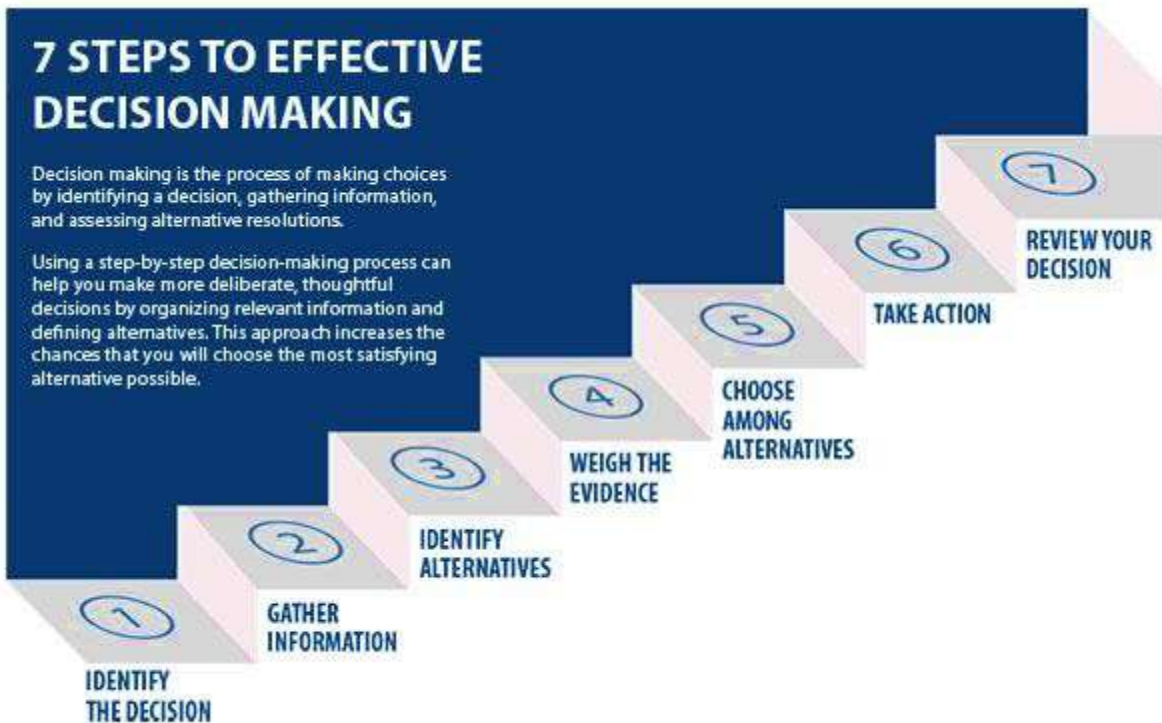 7 STEPS TO EFFECTIVE
DECISION MAKING
Decision making is the process of making choices
by identifying a decision, gathering information,
and assessing alternative resolutions.
Using a step-by-step decision-making process can
help you make more deliberate, thoughtful
decisions by organizing relevant information and
defining alternatives. This approach increases the
chances that you will choose the most satisfying
alternative possible.
1
IDENTIFY
THE DECISION
2
GATHER
INFORMATION
3
IDENTIFY
ALTERNATIVES
4
WEIGH THE
EVIDENCE
5
CHOOSE
AMONG
ALTERNATIVES
6
TAKE ACTION
7
REVIEW YOUR
DECISION